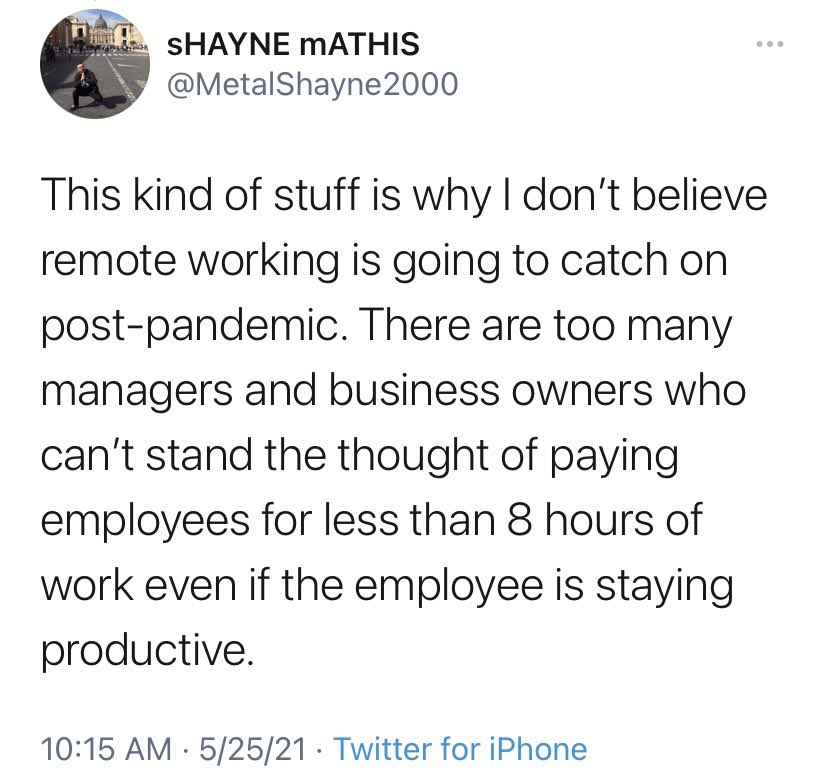 sHAYNE mATHIS
@MetalShayne2000
This kind of stuff is why I don’t believe
remote working is going to catch on
post-pandemic. There are too many
managers and business owners who
can’t stand the thought of paying
employees for less than 8 hours of
work even if the employee is staying
productive.
10:15 AM · 5/25/21 · Twitter for iPhone